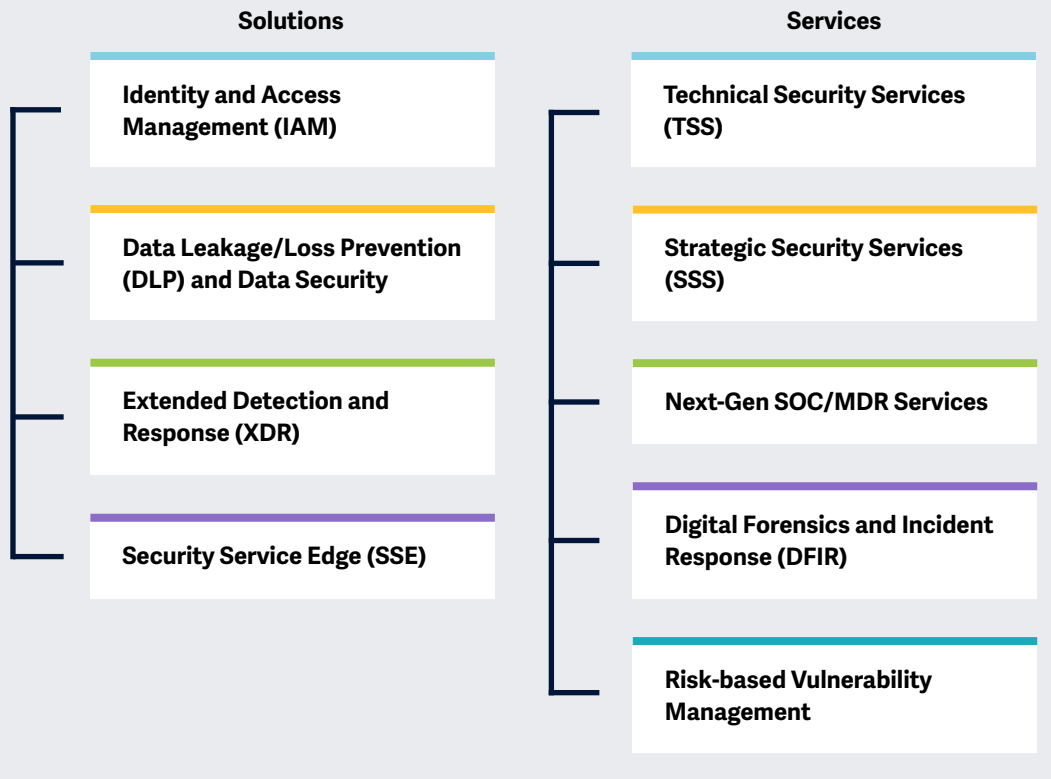 Solutions
Identity and Access
Management (IAM)
Data Leakage/Loss Prevention
(DLP) and Data Security
Extended Detection and
Response (XDR)
Security Service Edge (SSE)
Services
Technical Security Services
(TSS)
Strategic Security Services
(SSS)
Next-Gen SOC/MDR Services
Digital Forensics and Incident
Response (DFIR)
Risk-based Vulnerability
Management